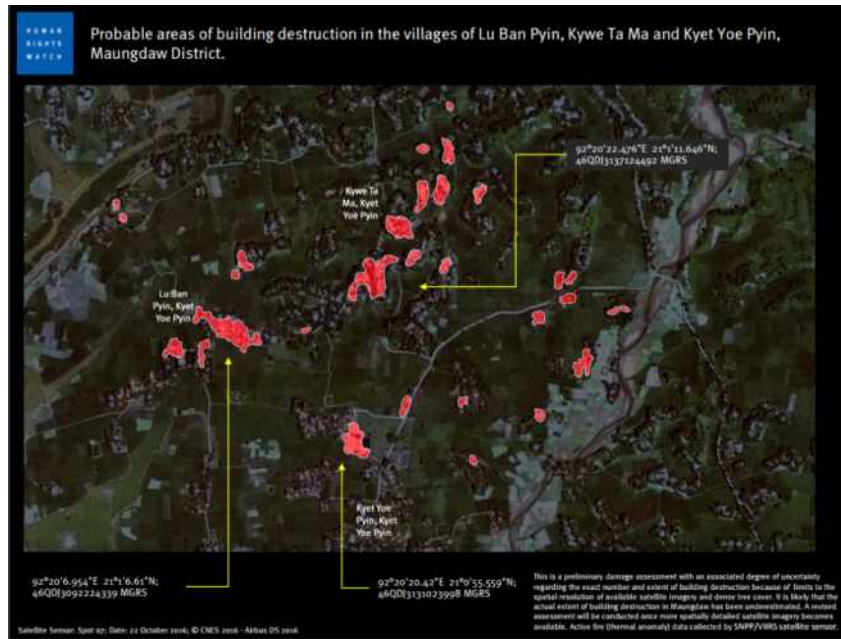 HUMAN
RIGHTS
WATCH
Probable areas of building destruction in the villages of Lu Ban Pyin, Kywe Ta Ma and Kyet Yoe Pyin,
Maungdaw District.
92°20'22.476"E 21°1'11.646"N;
46QDJ3137124492 MGRS
Kywe Ta
Ma, Kyet
Yoe Pyin
Lu Ban
Pyin, Kyet
Yoe Pyin
Kyet Yoe
Pyin, Kyet
Yoe Pyin
92°20'6.954"E 21°1'6.61"N;
46QDJ3092224339 MGRS
92°20'20.42"E 21°0'55.559"N;
46QDJ3131023998 MGRS
This is a preliminary damage assessment with an associated degree of uncertainty
regarding the exact number and extent of building destruction because of limits to the
spatial resolution of available satellite imagery and dense tree cover. It is likely that the
actual extent of building destruction in Maungdaw has been underestimated. A revised
assessment will be conducted once more spatially detailed satellite imagery becomes
available. Active fire (thermal anomaly) data collected by SNPP/VIIRS satellite sensor.
Satellite Sensor: Spot 07; Date: 22 October 2016; © CNES 2016 - Airbus DS 2016